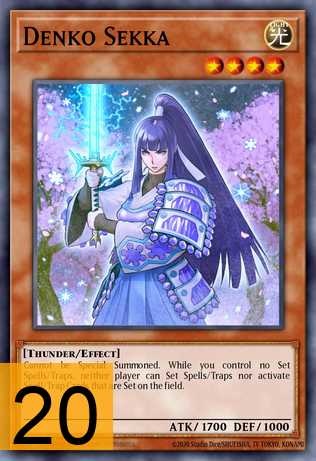 DENKO SEKKA
LIGHT
光
[THUNDER/EFFECT]
Cannot be Special Summoned. While you control no Set
Spells/Traps, neither player can Set Spells/Traps nor activate
that are Set on the field.
20
ATK/ 1700 DEF/ 1000
©2020 Studio Dice/SHUEISHA, TV TOKYO, KONAMI